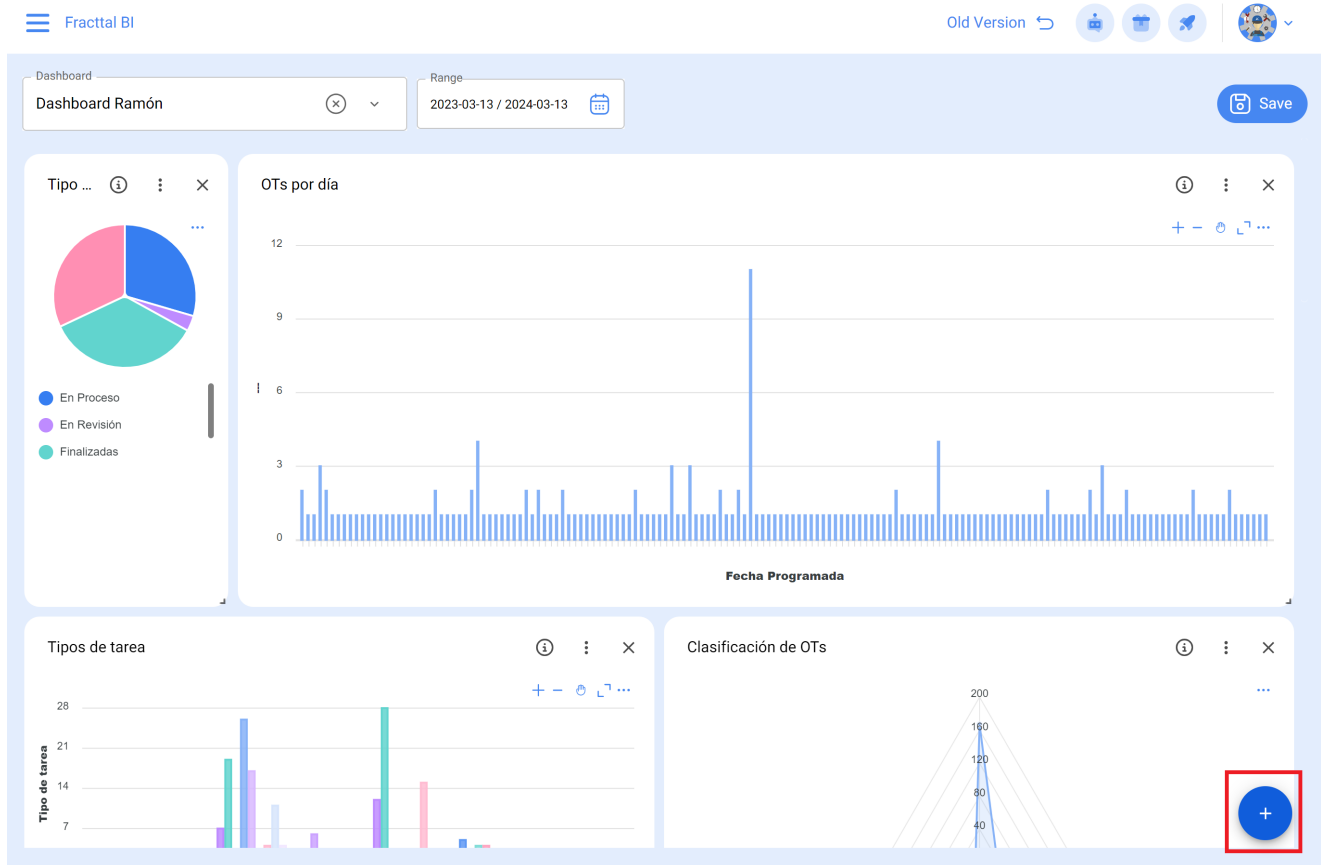 Fracttal BI
Old Version
Dashboard
Dashboard Ramón
Range
2023-03-13 / 2024-03-13
Save
Tipo ...
En Proceso
En Revisión
Finalizadas
OTs por día
12
9
6
3
0
Fecha Programada
Tipos de tarea
28
21
14
7
Tipo de tarea
Clasificación de OTs
200
160
120
80
40